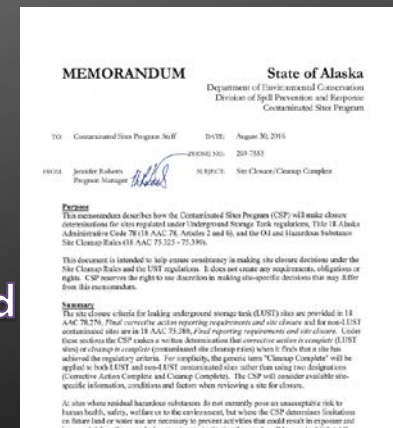 MEMORANDUM
State of Alaska
Department of Environmental Conservation
Division of Spill Prevention and Response
Contaminated Sites Program
TO Contaminated Sites Program Staff
DATE: August 30, 2016
PHONE NO: 269-7553
FROM Jennifer Roberts
Program Manager
SUBJECT: Site Closure/Cleanup Complete
d
Purpose
This memorandum describes how the Contaminated Sites Program (CSP) will make closure
determinations for sites regulated under Underground Storage Tank regulations, Title 18 Alaska
Administrative Code 78 (18 AAC 78, Articles 2 and 6), and the Oil and Hazardous Substance
Site Cleanup Rules (18 AAC 75.325 - 75.390).
This document is intended to help ensure consistency in making site closure decisions under the
Site Cleanup Rules and the UST regulations. It does not create any requirements, obligations or
rights. CSP reserves the right to use discretion in making site-specific decisions that may differ
from this memorandum.
Summary
The site closure criteria for leaking underground storage tank (LUST) sites are provided in 18
AAC 78.276, Final corrective action reporting requirements and site closure and for non-LUST
contaminated sites are in 18 AAC 75.380, Final reporting requirements and site closure. Under
these sections the CSP makes a written determination that corrective action is complete (LUST
sites) or cleanup is complete (contaminated site cleanup rules) when it finds that a site has
achieved the regulatory criteria. For simplicity, the generic term "Cleanup Complete" will be
applied to both LUST and non-LUST contaminated sites rather than using two designations
(Corrective Action Complete and Cleanup Complete). The CSP will consider available site-
specific information, conditions and factors when reviewing a site for closure.
At sites where residual hazardous substances do not currently pose an unacceptable risk to
human health, safety, welfare or to the environment, but where the CSP determines limitations
on future land or water use are necessary to prevent activities that could result in exposure and